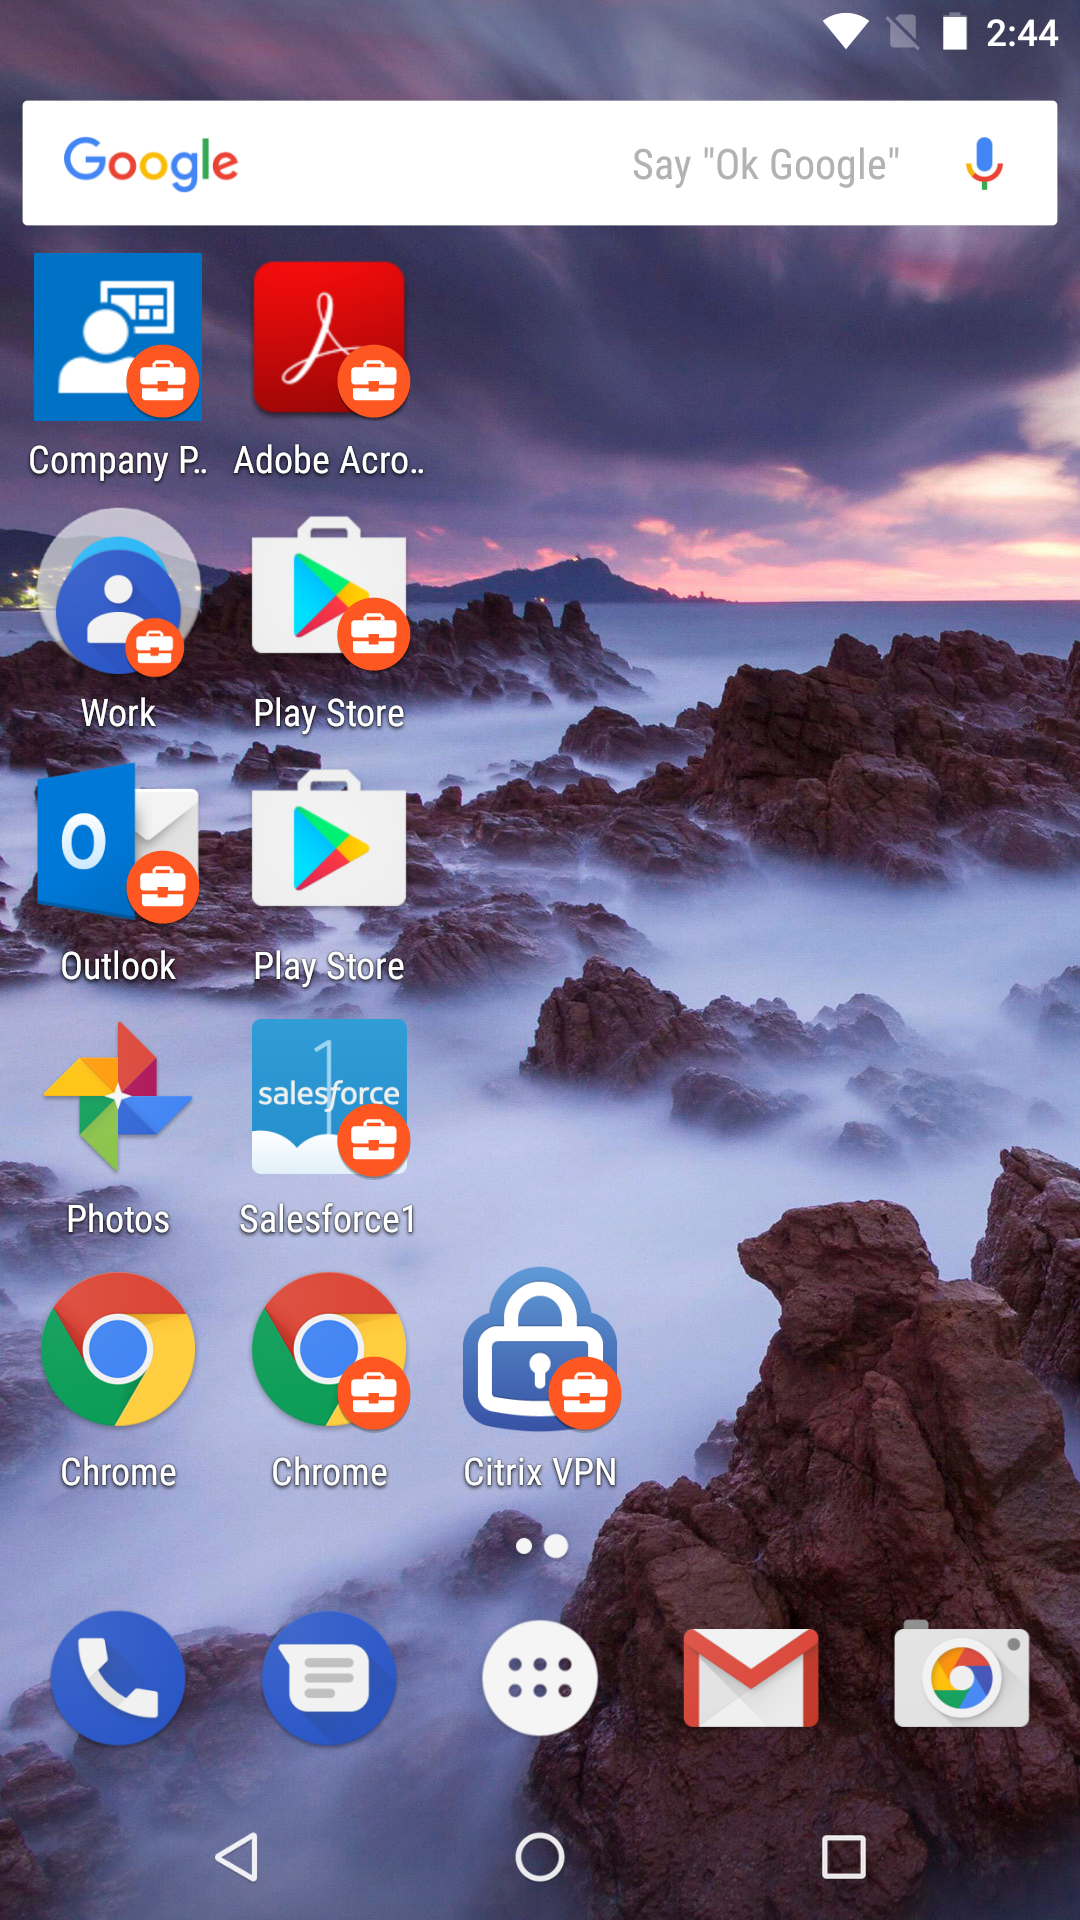 2:44
Google Say "Ok Google"
Company P.. Adobe Acro..
Work Play Store
O
Outlook Play Store
salesforce1
Photos Salesforce1
Chrome Chrome Citrix VPN